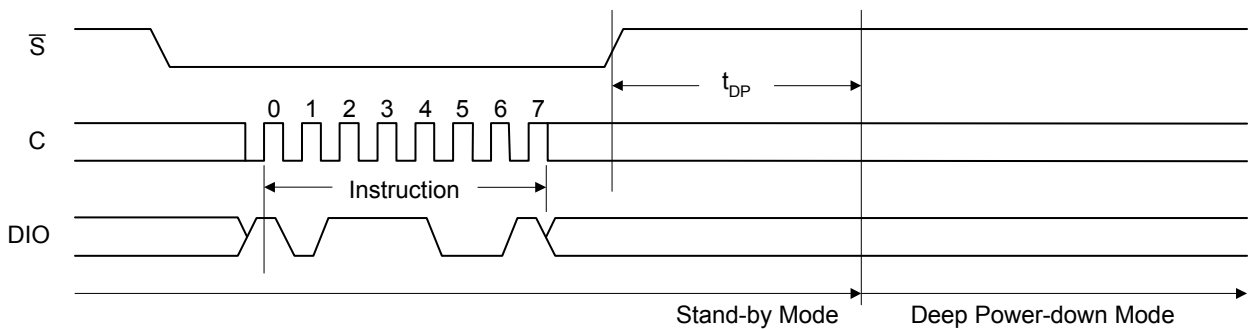 S̅
t_DP
0 1 2 3 4 5 6 7
C
Instruction
DIO
Stand-by Mode Deep Power-down Mode